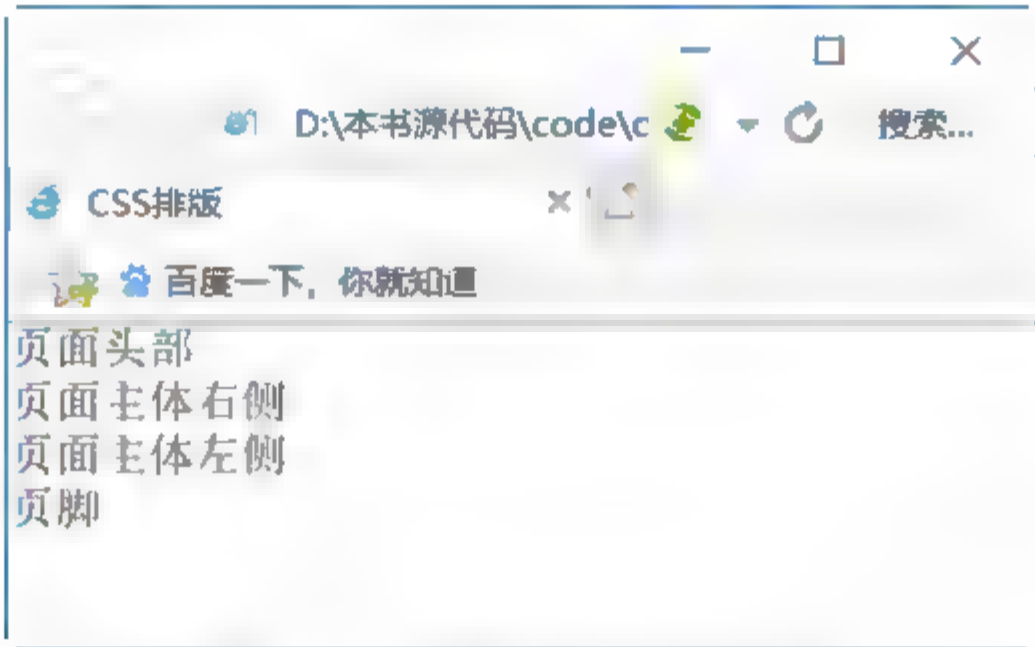 D:\本书源代码\code\c 搜索...
CSS排版
百度一下，你就知道
页面头部
页面主体右侧
页面主体左侧
页脚